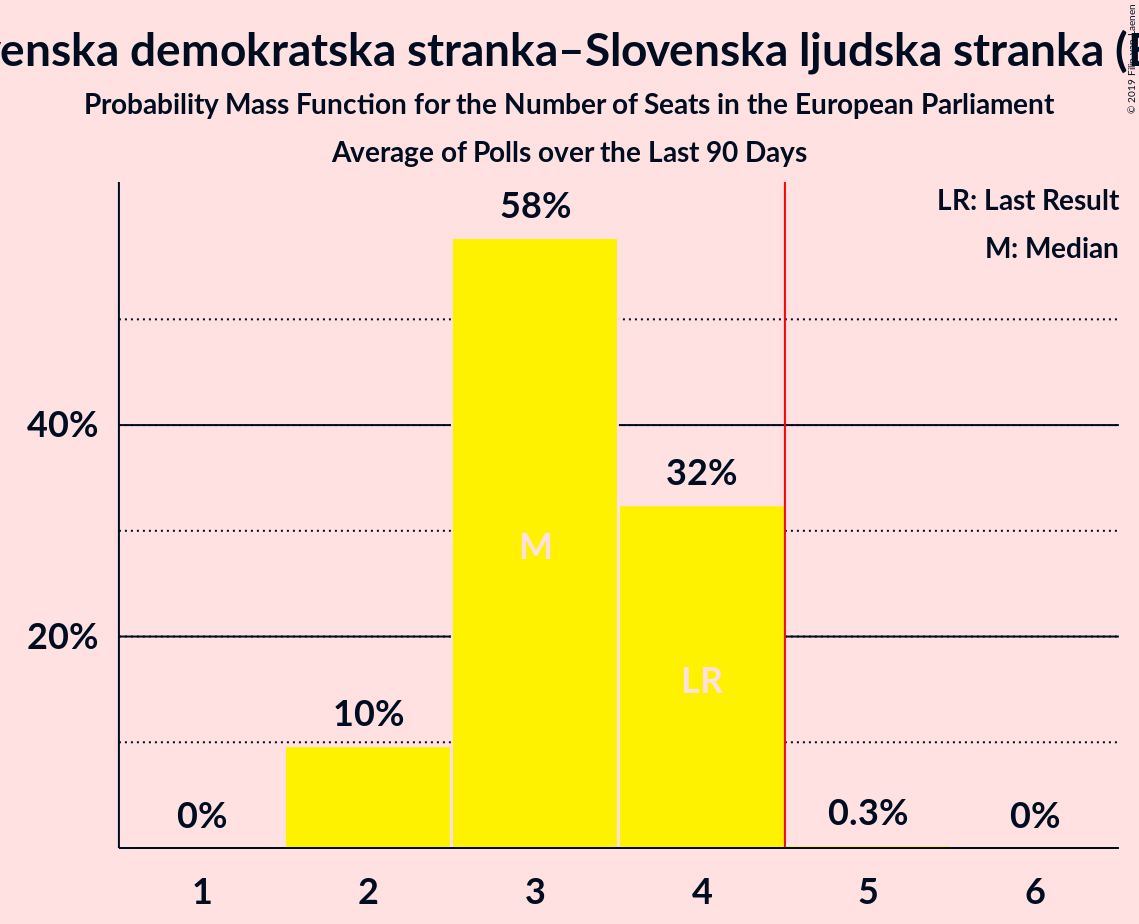 venska demokratska stranka–Slovenska ljudska stranka (
Probability Mass Function for the Number of Seats in the European Parliament
Average of Polls over the Last 90 Days
© 2019
LR: Last Result
M: Median
58%
40%
32%
M
20%
LR
10%
0%
0.3%
0%
1 2 3 4 5 6